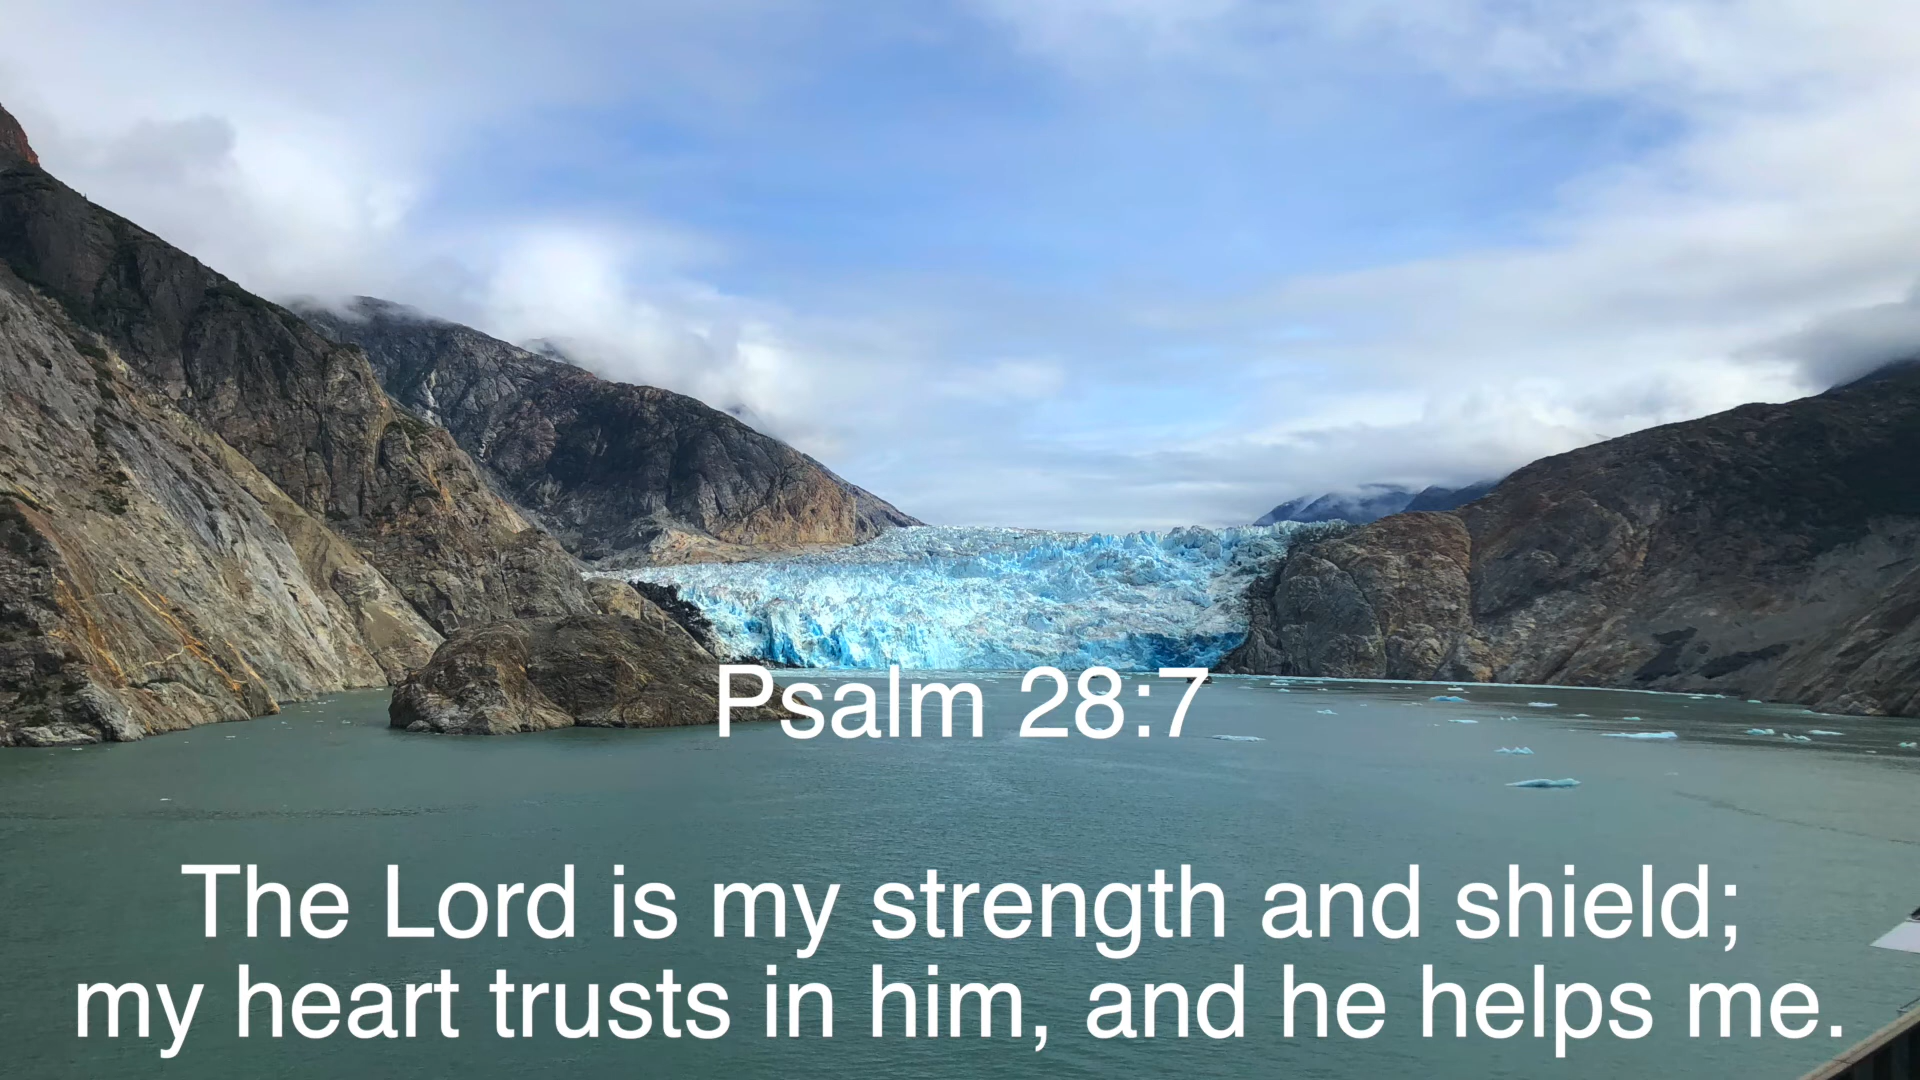 Psalm 28:7
The Lord is my strength and shield;
my heart trusts in him, and he helps me.